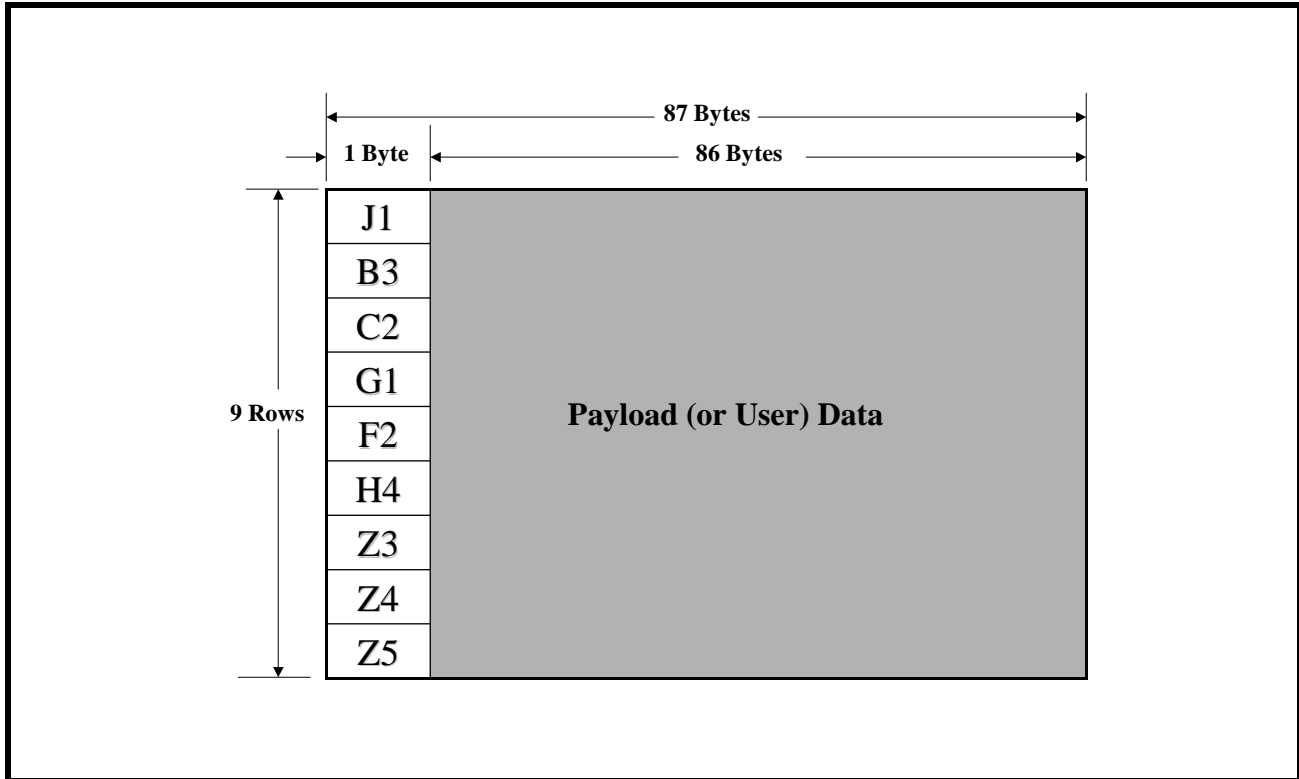 87 Bytes
1 Byte
86 Bytes
J1
B3
C2
G1
F2
H4
Z3
Z4
Z5
9 Rows
Payload (or User) Data